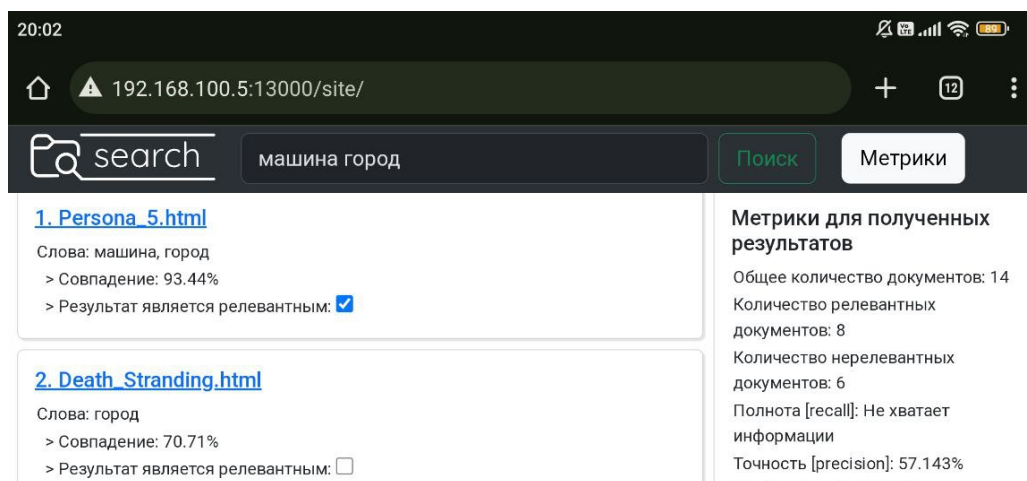 20:02
Vo LTE
89
192.168.100.5:13000/site/
12
search
машина город
Поиск
Метрики
1. Persona_5.html
Слова: машина, город
> Совпадение: 93.44%
> Результат является релевантным:
2. Death_Stranding.html
Слова: город
> Совпадение: 70.71%
> Результат является релевантным:
Метрики для полученных
результатов
Общее количество документов: 14
Количество релевантных
документов: 8
Количество нерелевантных
документов: 6
Полнота [recall]: Не хватает
информации
Точность [precision]: 57.143%